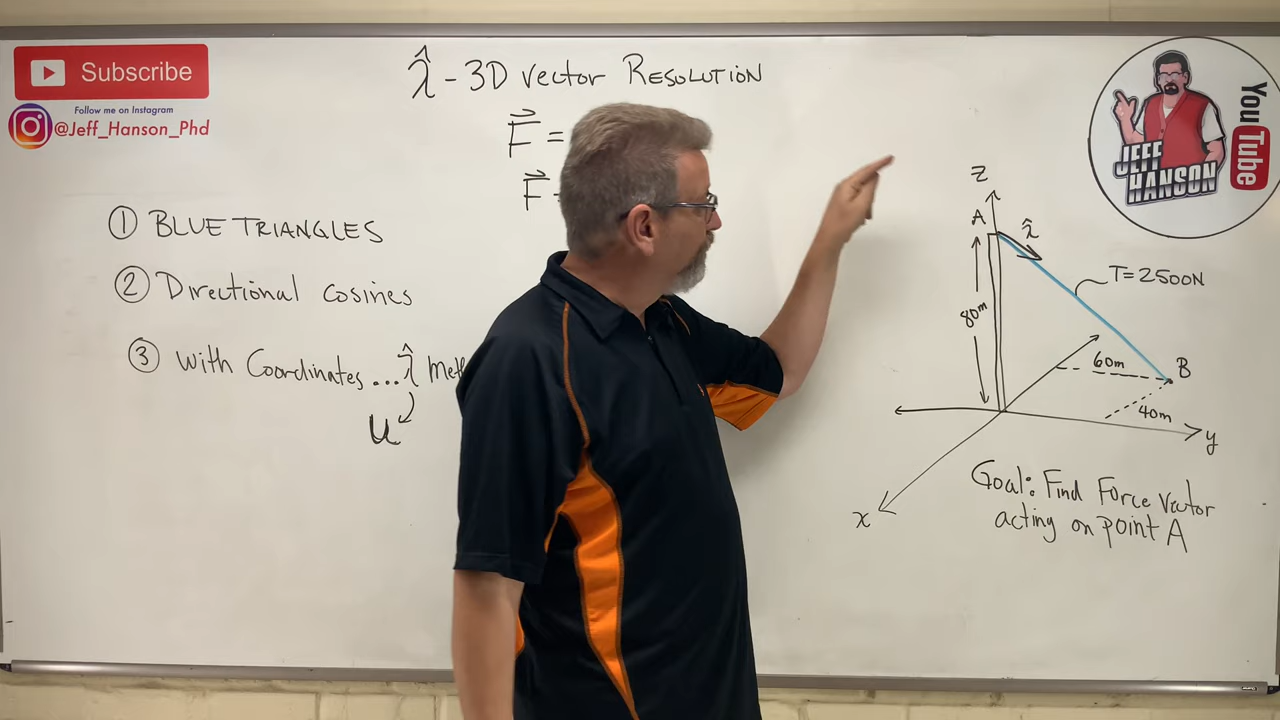 Subscribe
Follow me on Instagram
@Jeff_Hanson_Phd
λ̂ - 3D vector RESOLUTION
F⃗ =
F⃗
① BLUE TRIANGLES
② Directional cosines
③ With Coordinates ... λ̂
u
JEFF HANSON
YouTube
z
A
λ̂
T=2500N
80m
60m
B
40m
y
x
Goal: Find Force Vector
acting on point A